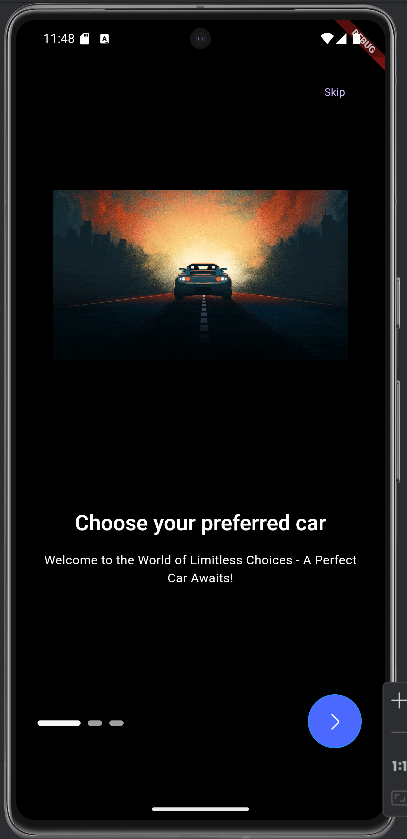 11:48
DEBUG
Skip
Choose your preferred car
Welcome to the World of Limitless Choices - A Perfect
Car Awaits!
1:1